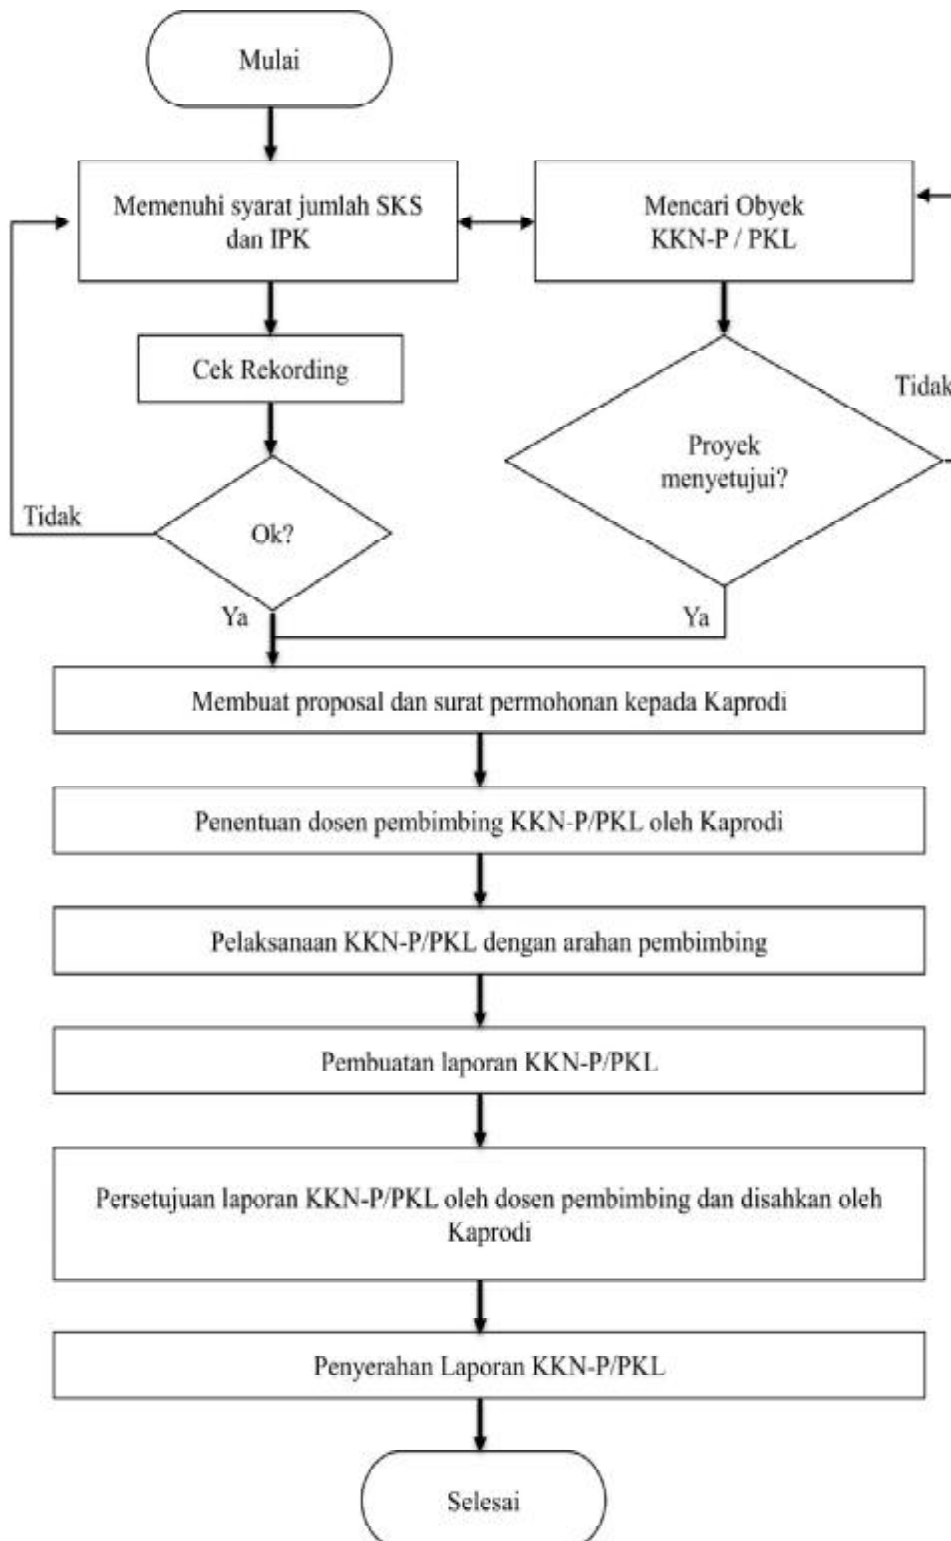 Mulai
Memenuhi syarat jumlah SKS
dan IPK
Mencari Obyek
KKN-P / PKL
Cek Rekording
Tidak
Proyek
menyetujui?
Tidak
Ok?
Ya
Ya
Membuat proposal dan surat permohonan kepada Kaprodi
Penentuan dosen pembimbing KKN-P/PKL oleh Kaprodi
Pelaksanaan KKN-P/PKL dengan arahan pembimbing
Pembuatan laporan KKN-P/PKL
Persetujuan laporan KKN-P/PKL oleh dosen pembimbing dan disahkan oleh
Kaprodi
Penyerahan Laporan KKN-P/PKL
Selesai